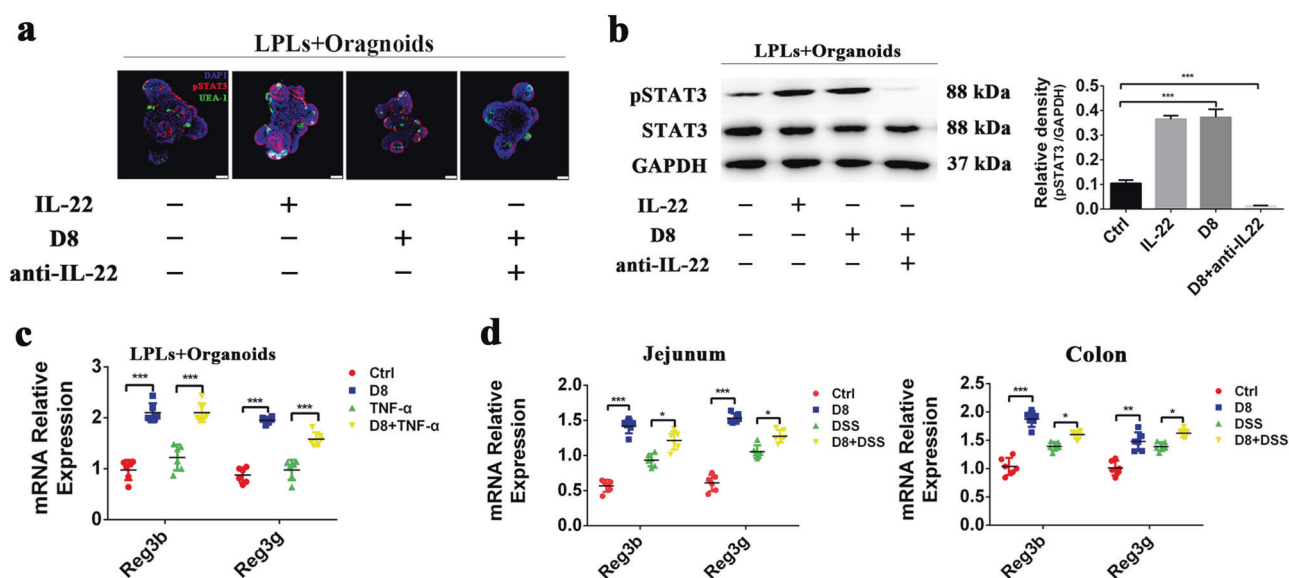 a
LPLs+Oragnoids
DAPI
pSTAT3
UEA-1
IL-22 − + − −
D8 − − + +
anti-IL-22 − − − +
b
LPLs+Organoids
pSTAT3 88 kDa
STAT3 88 kDa
GAPDH 37 kDa
IL-22 − + − −
D8 − − + +
anti-IL-22 − − − +
Relative density
(pSTAT3 /GAPDH)
0.5
0.4
0.3
0.2
0.1
0.0
***
***
Ctrl IL-22 D8 D8+anti-IL22
c
LPLs+Organoids
mRNA Relative
Expression
3
2
1
0
*** *** *** ***
Reg3b Reg3g
Ctrl
D8
TNF-α
D8+TNF-α
d
Jejunum
mRNA Relative
Expression
2.0
1.5
1.0
0.5
0.0
*** * *** *
Reg3b Reg3g
Ctrl
D8
DSS
D8+DSS
Colon
mRNA Relative
Expression
2.5
2.0
1.5
1.0
0.5
0.0
*** * ** *
Reg3b Reg3g
Ctrl
D8
DSS
D8+DSS